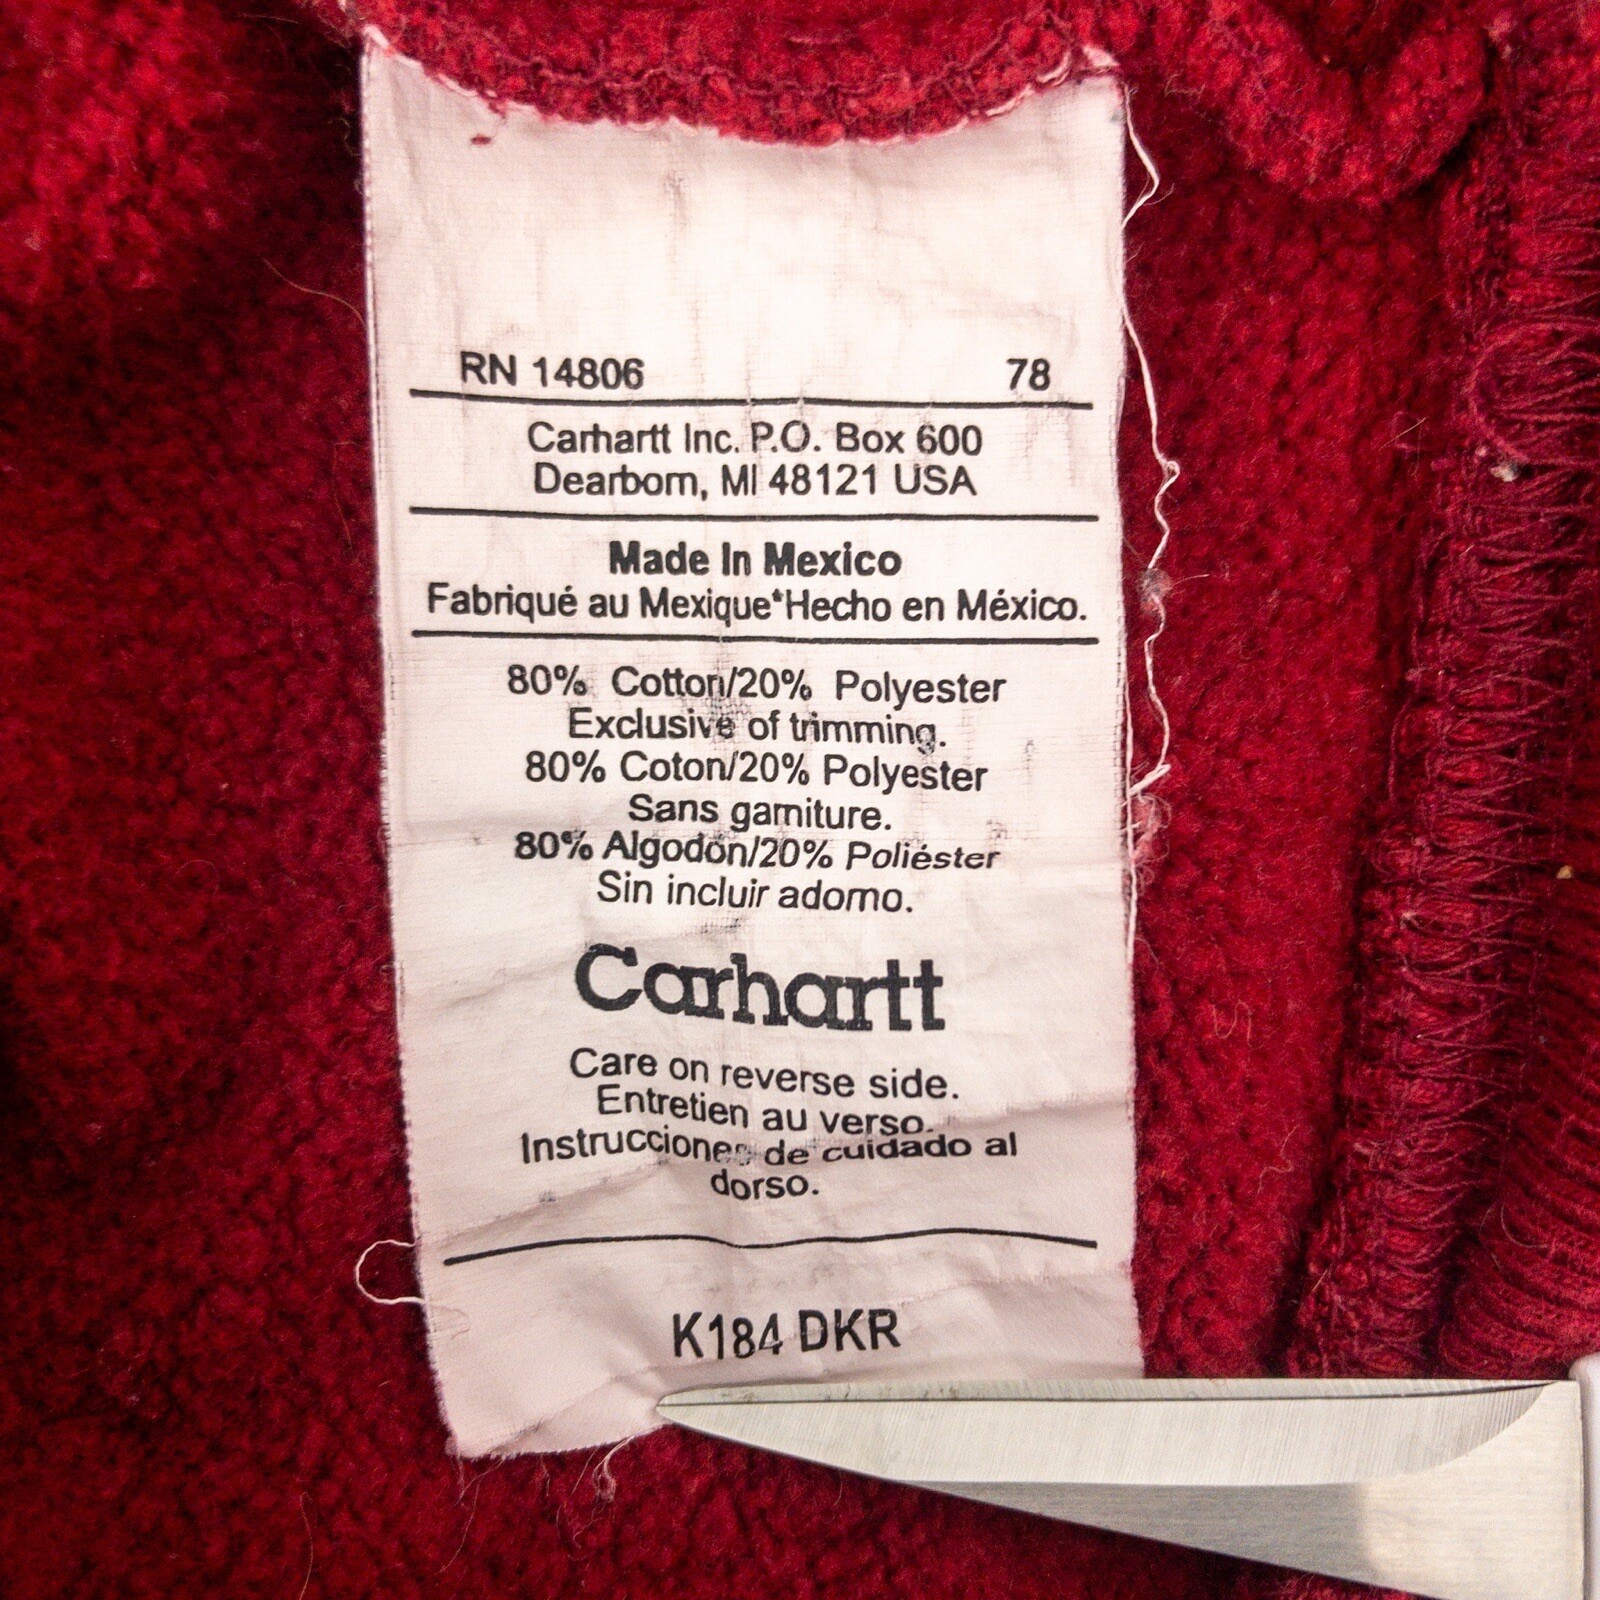 RN 14806 78
Carhartt Inc. P.O. Box 600
Dearborn, MI 48121 USA
Made In Mexico
Fabriqué au Mexique*Hecho en México.
80% Cotton/20% Polyester
Exclusive of trimming.
80% Coton/20% Polyester
Sans garniture.
80% Algodón/20% Poliéster
Sin incluir adorno.
Carhartt
Care on reverse side.
Entretien au verso.
Instrucciones de cuidado al
dorso.
K184 DKR